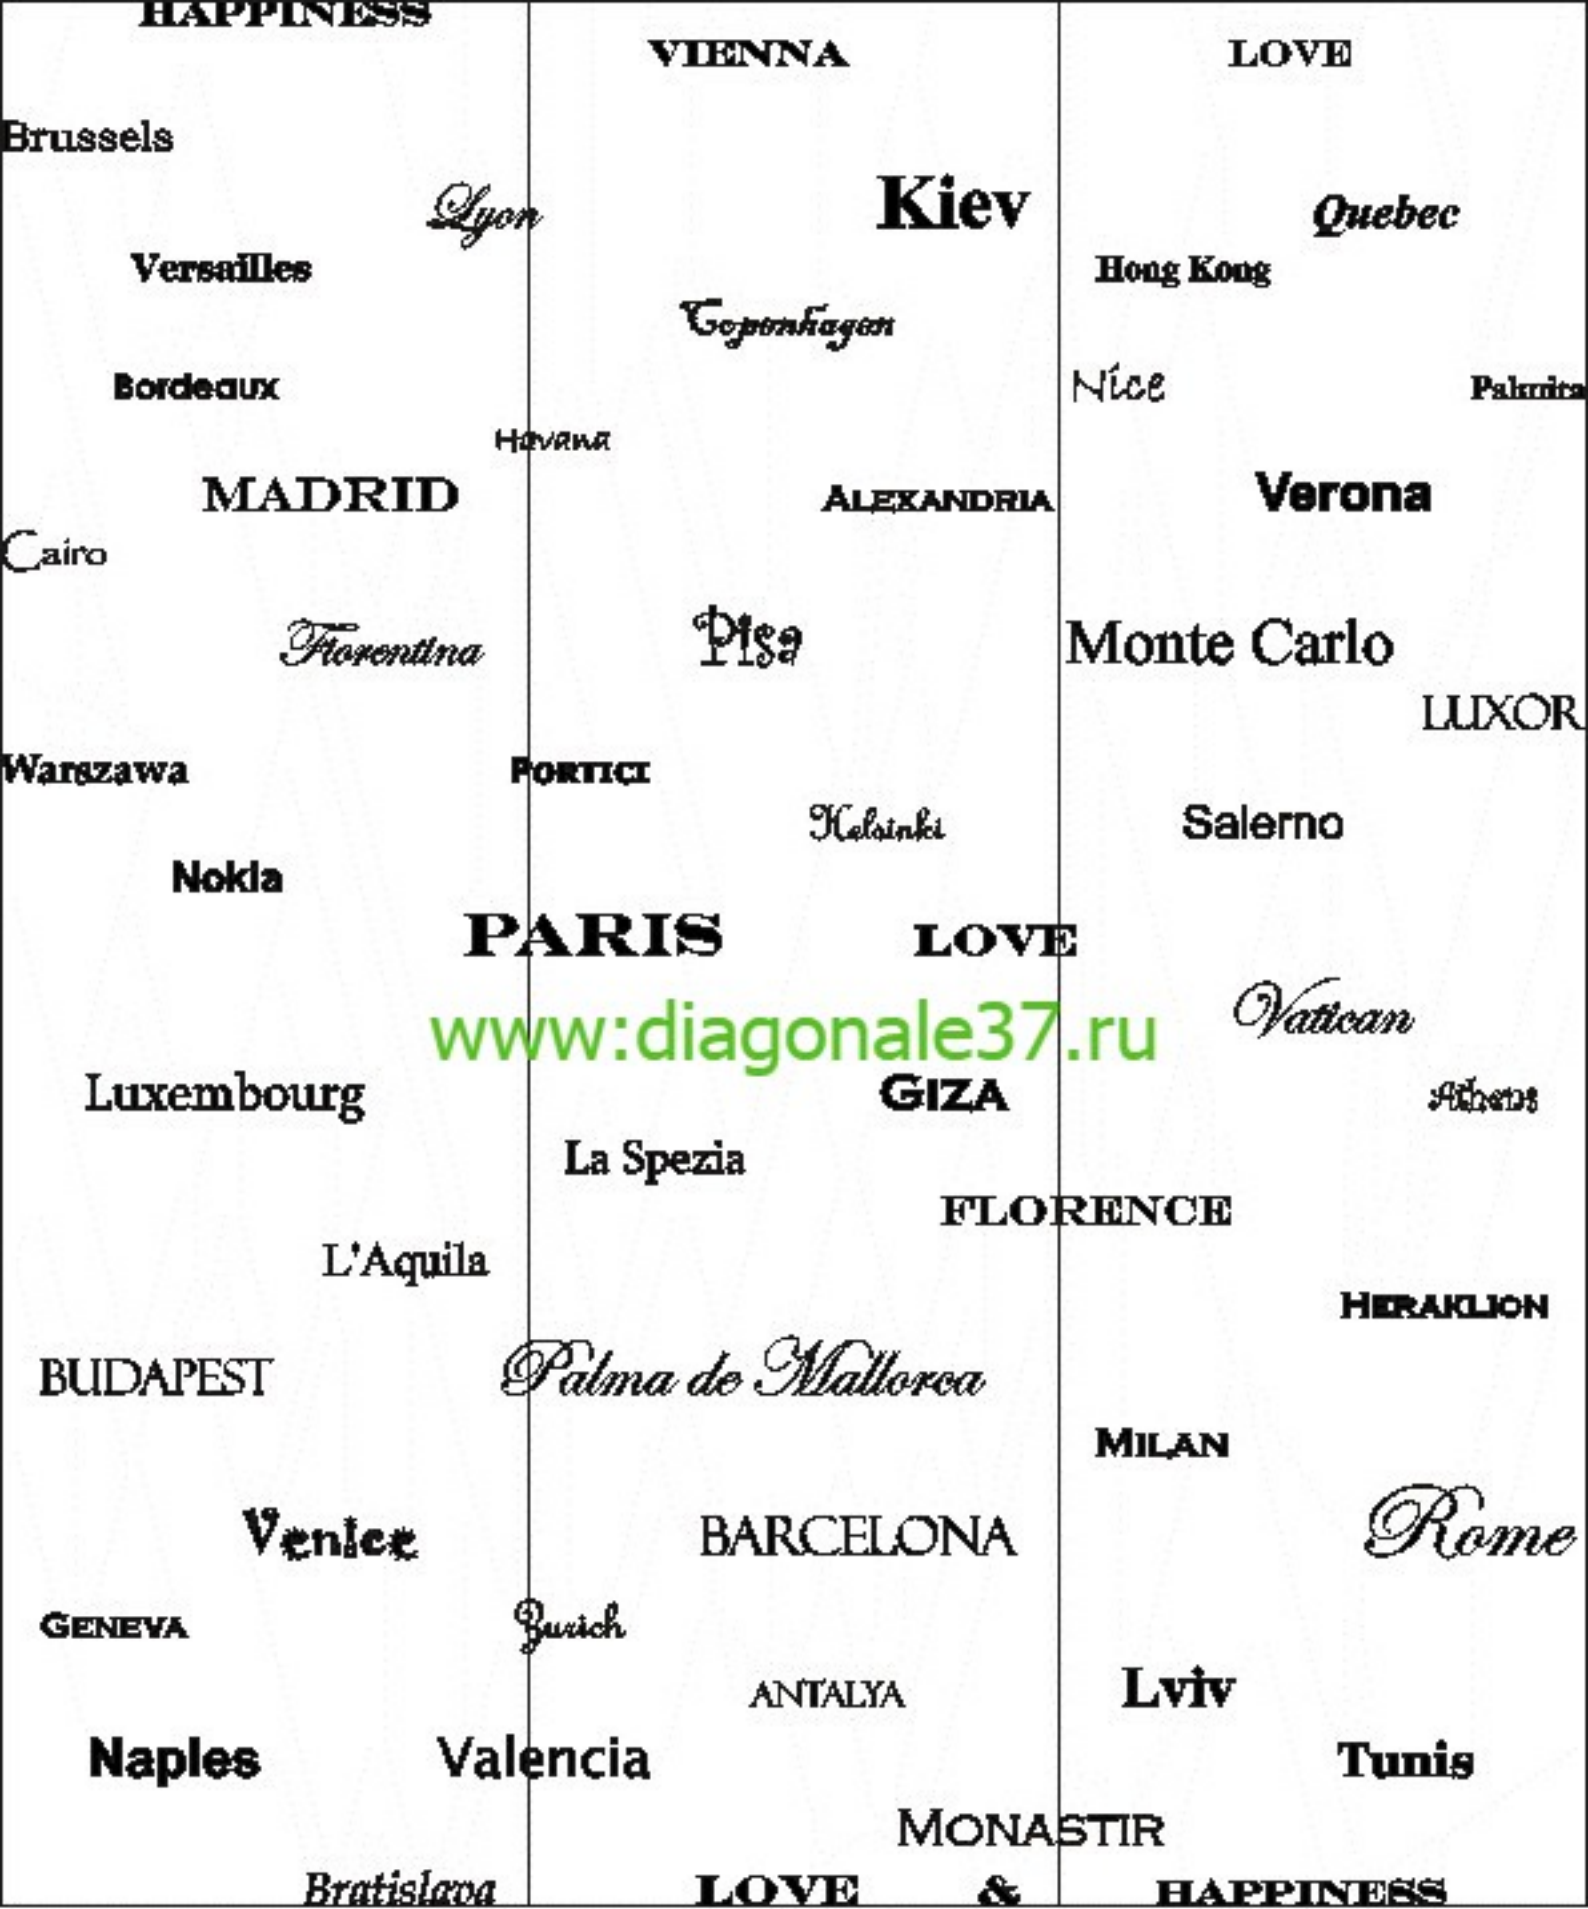 HAPPINESS
VIENNA
LOVE
Brussels
Lyon
Kiev
Quebec
Versailles
Hong Kong
Copenhagen
Bordeaux
Nice
Palmira
Havana
MADRID
ALEXANDRIA
Verona
Cairo
Florentina
Pisa
Monte Carlo
LUXOR
Warszawa
PORTICI
Helsinki
Salerno
Nokia
PARIS
LOVE
www:diagonale37.ru
Vatican
Luxembourg
GIZA
Athens
La Spezia
FLORENCE
L'Aquila
HERAKLION
BUDAPEST
Palma de Mallorca
MILAN
Venice
BARCELONA
Rome
GENEVA
Zurich
ANTALYA
Lviv
Naples
Valencia
Tunis
MONASTIR
Bratislava
LOVE & HAPPINESS